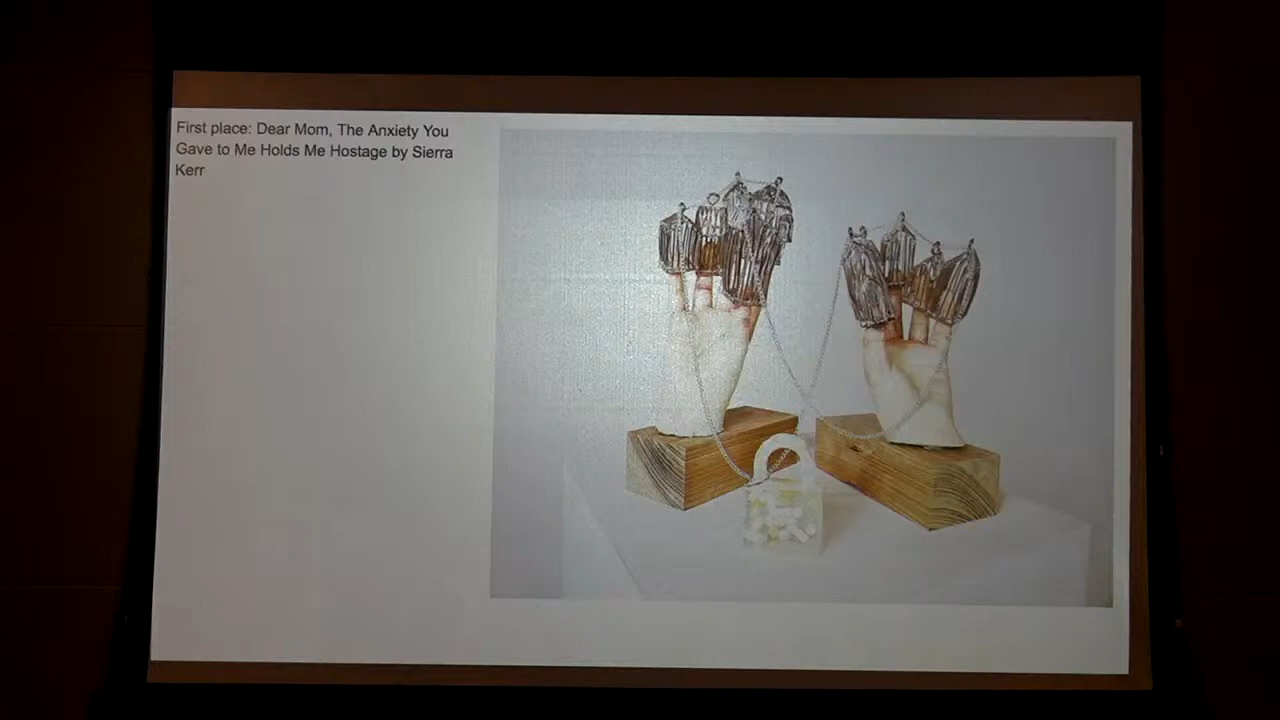 First place: Dear Mom, The Anxiety You
Gave to Me Holds Me Hostage by Sierra
Kerr